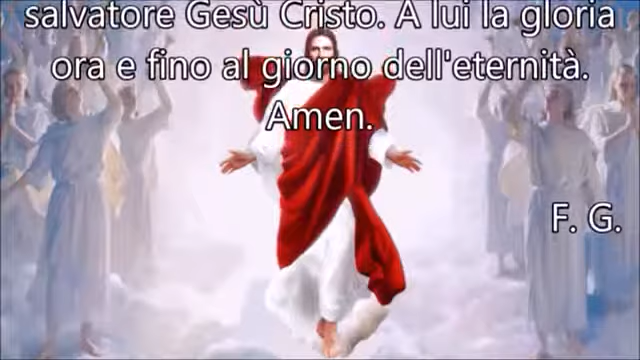 salvatore Gesù Cristo. A lui la gloria
ora e fino al giorno dell'eternità.
Amen.
F. G.